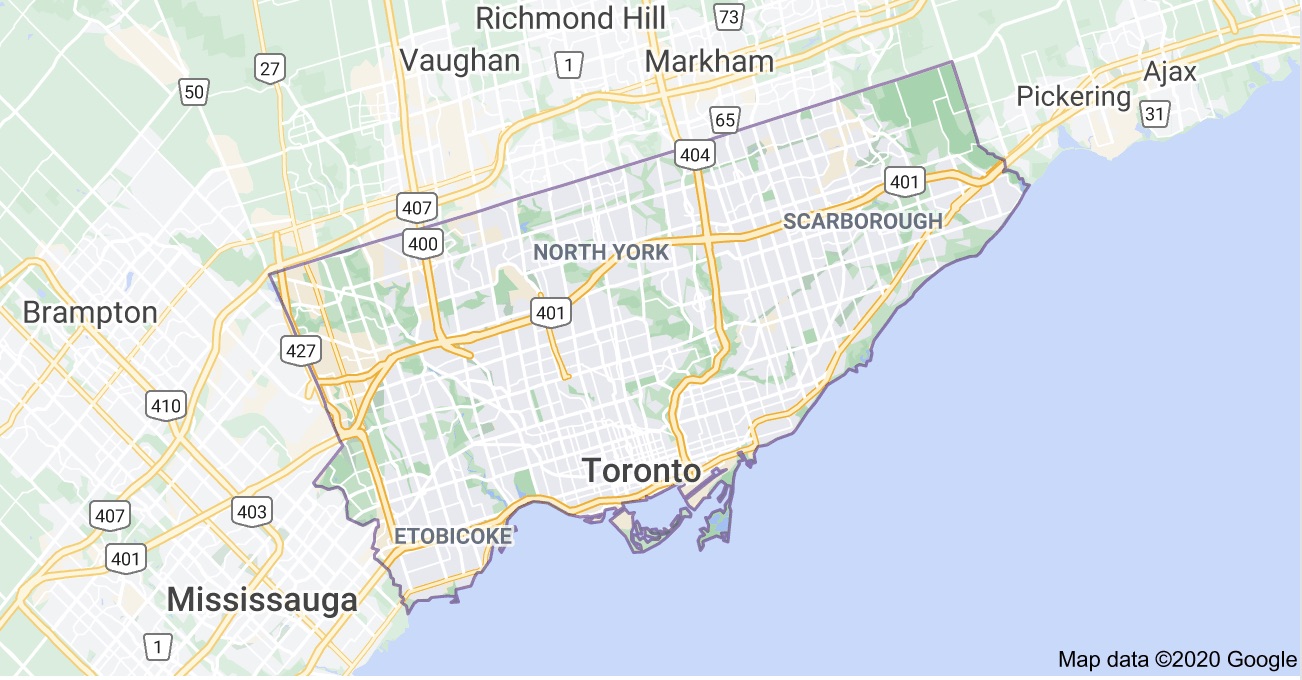 Richmond Hill
73
Vaughan
1
Markham
27
Ajax
50
Pickering
31
65
404
401
407
SCARBOROUGH
400
NORTH YORK
Brampton
401
427
410
Toronto
407
403
ETOBICOKE
401
Mississauga
1
Map data ©2020 Google